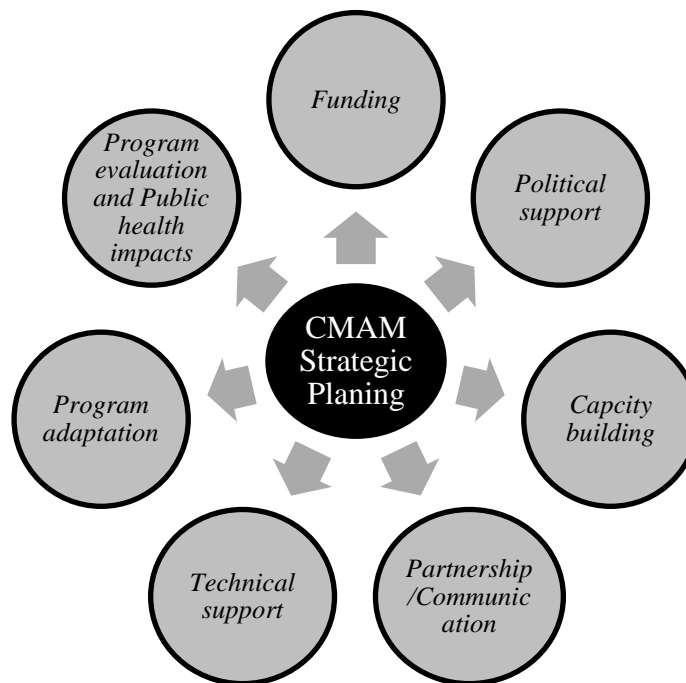 Funding
Political
support
Capcity
building
Partnership
/Communic
ation
Technical
support
Program
adaptation
Program
evaluation
and Public
health
impacts
CMAM
Strategic
Planing